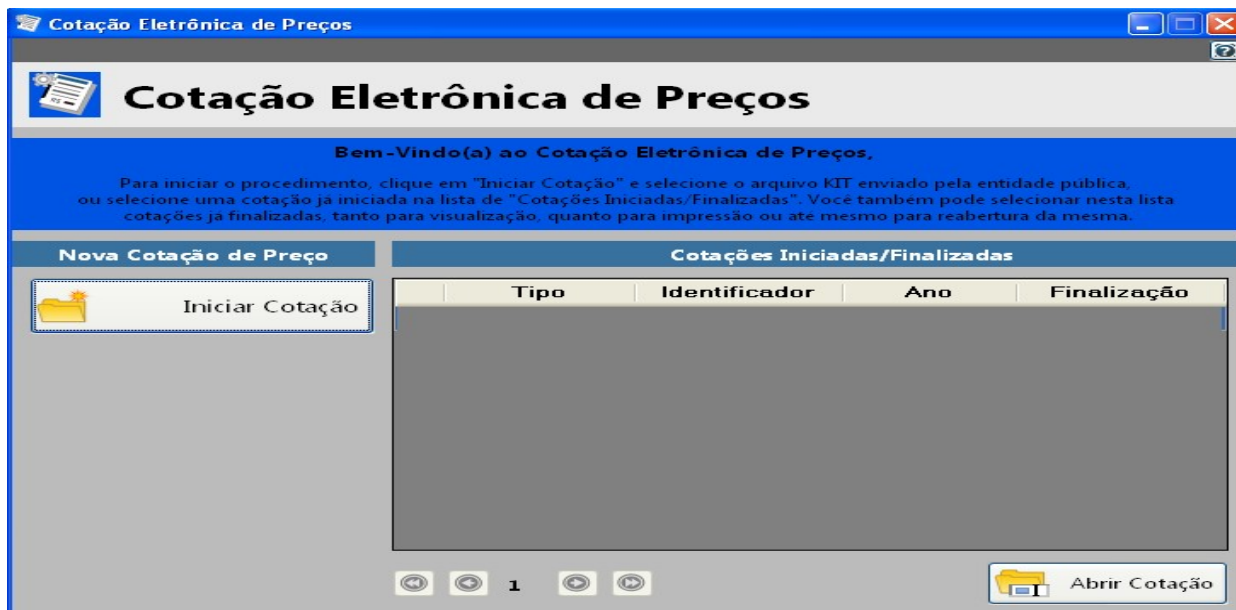 Cotação Eletrônica de Preços
Cotação Eletrônica de Preços
Bem-Vindo(a) ao Cotação Eletrônica de Preços,
Para iniciar o procedimento, clique em "Iniciar Cotação" e selecione o arquivo KIT enviado pela entidade pública,
ou selecione uma cotação já iniciada na lista de "Cotações Iniciadas/Finalizadas". Você também pode selecionar nesta lista
cotações já finalizadas, tanto para visualização, quanto para impressão ou até mesmo para reabertura da mesma.
Nova Cotação de Preço
Cotações Iniciadas/Finalizadas
Iniciar Cotação
Tipo Identificador Ano Finalização
1
Abrir Cotação